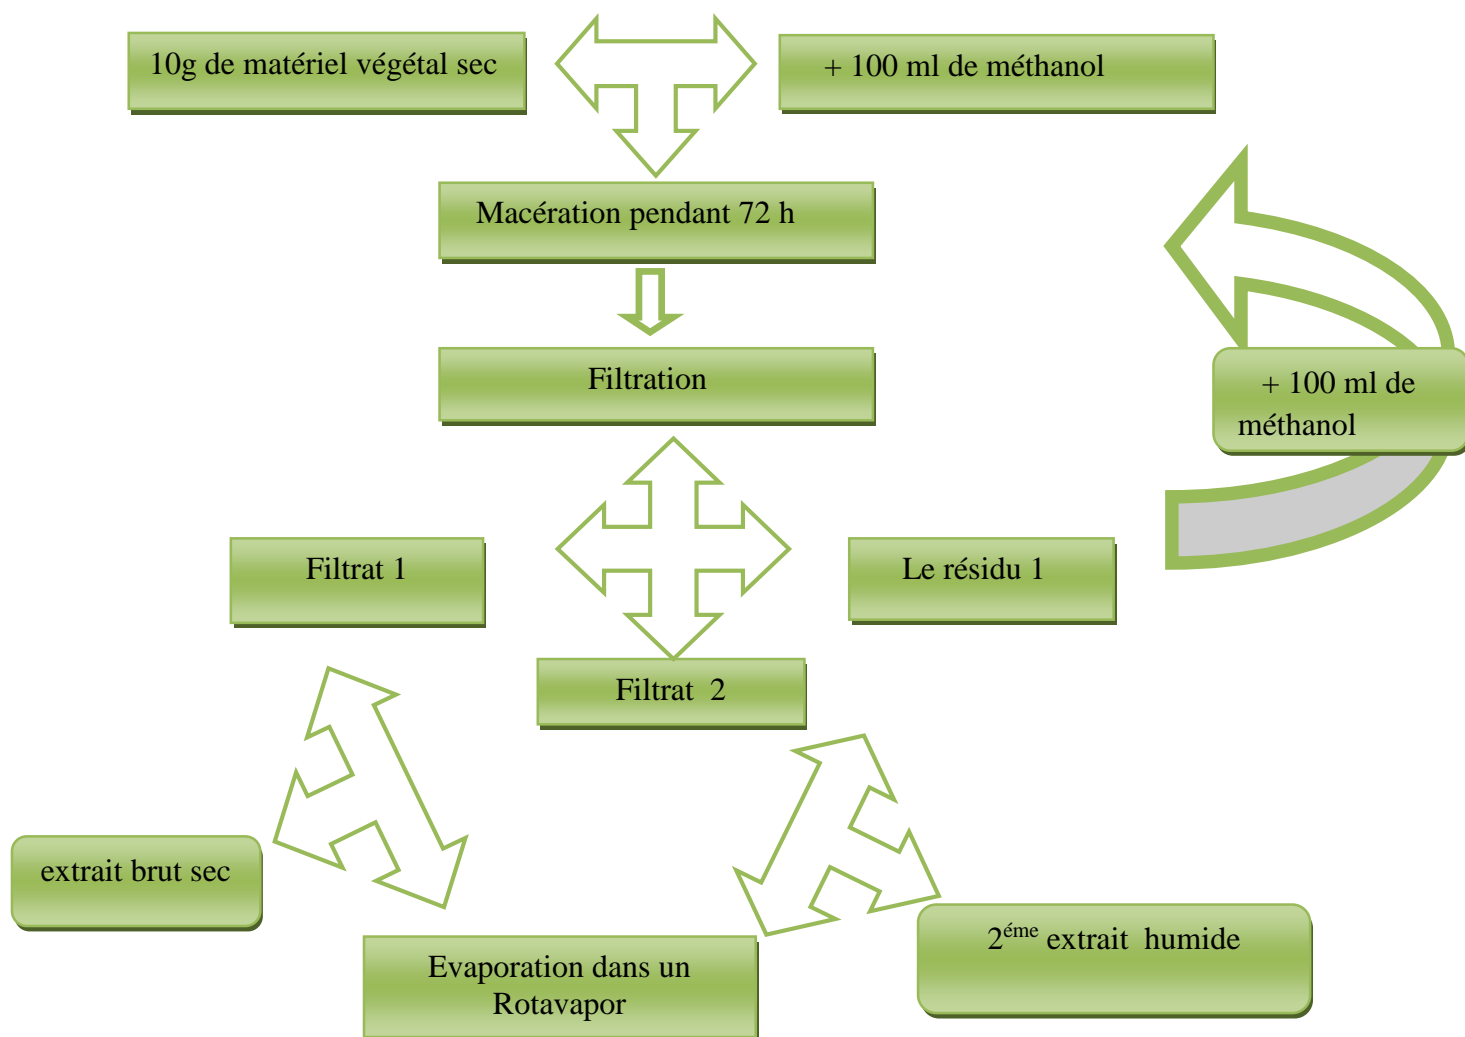 10g de matériel végétal sec
+ 100 ml de méthanol
Macération pendant 72 h
Filtration
+ 100 ml de
méthanol
Filtrat 1
Le résidu 1
Filtrat 2
extrait brut sec
2éme extrait humide
Evaporation dans un
Rotavapor